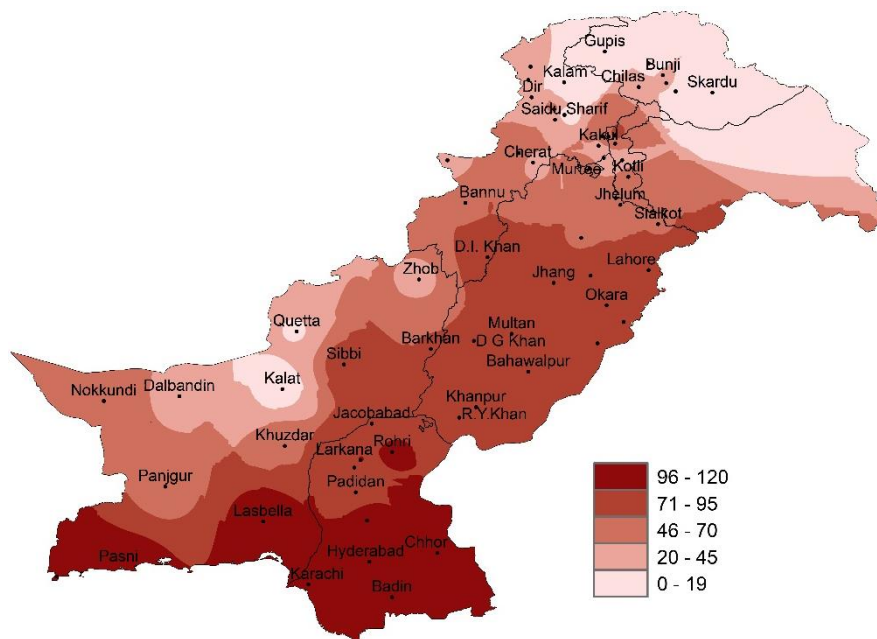 Gupis
Bunji
Kalam
Chilas
Skardu
Dir
Saidu Sharif
Kakul
Cherat
Murree
Kotli
Bannu
Jhelum
Sialkot
D.I. Khan
Lahore
Zhob
Jhang
Okara
Quetta
Multan
Barkhan
D G Khan
Sibbi
Bahawalpur
Nokkundi
Dalbandin
Kalat
Khanpur
Jacobabad
R.Y.Khan
Khuzdar
Rohri
Larkana
Panjgur
Padidan
96 - 120
71 - 95
Lasbella
46 - 70
Pasni
Hyderabad
Chhor
20 - 45
Karachi
0 - 19
Badin